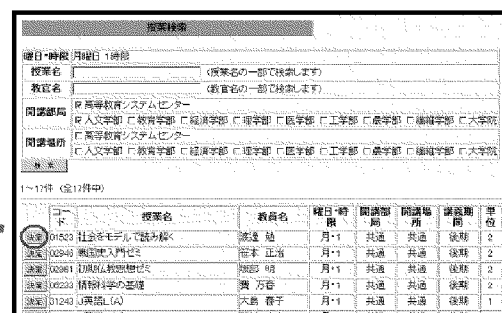 授業検索
曜日・時限 月曜日 1時限
授業名 (授業名の一部で検索します)
教官名 (教官名の一部で検索します)
開講部局 高等教育システムセンター
人文学部 教育学部 経済学部 理学部 医学部 工学部 農学部 繊維学部 大学院
開講場所 高等教育システムセンター
人文学部 教育学部 経済学部 理学部 医学部 工学部 農学部 繊維学部 大学院
検索
1~17件 (全17件中)
コード 授業名 教員名 曜日・時限 開講部局 開講場所 講義期間 単位
決定 01523 社会をモデルで読み解く 渡邉 月・1 共通 共通 後期 2
決定 02946 戦国史入門ゼミ 笹本 正治 月・1 共通 共通 後期 2
決定 02961 初期仏教思想ゼミ 月・1 共通 共通 後期 2
決定 06233 情報科学の基礎 費 万春 月・1 共通 共通 後期 2
決定 31243 J英語L(A) 大島 春子 月・1 共通 共通 後期 1